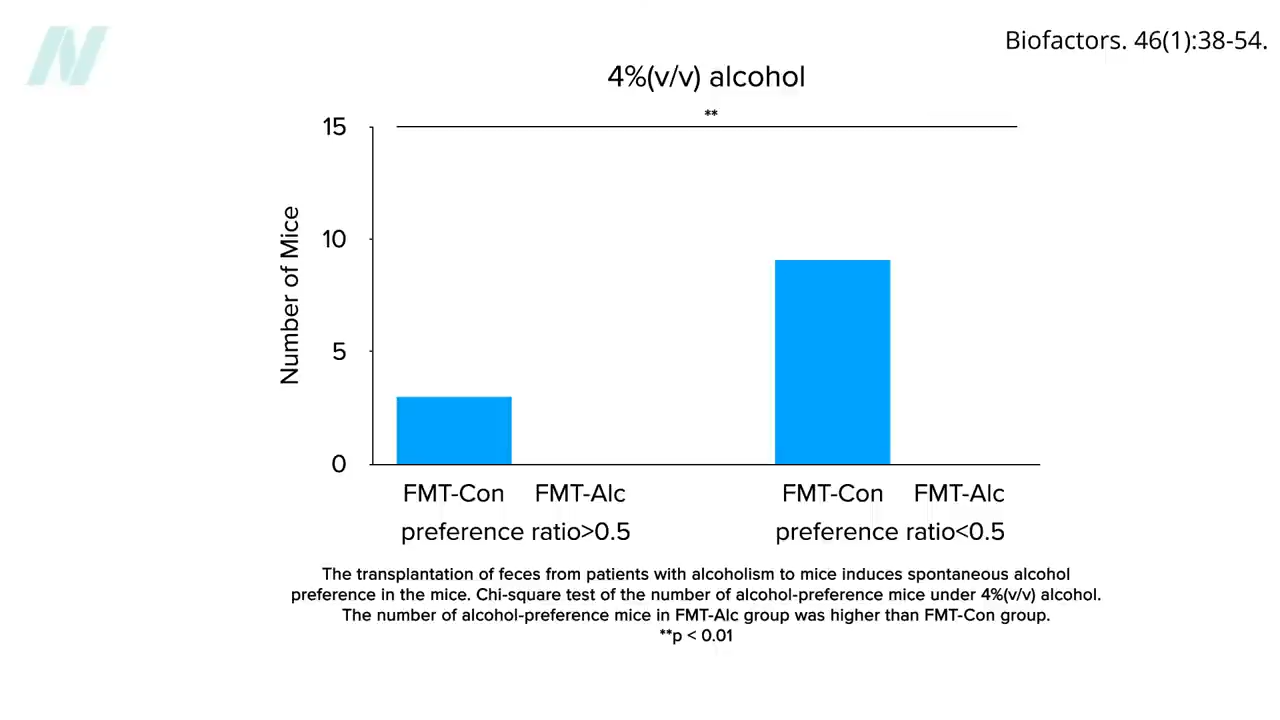 Biofactors. 46(1):38-54.
4%(v/v) alcohol
**
15
10
5
0
Number of Mice
FMT-Con FMT-Alc FMT-Con FMT-Alc
preference ratio>0.5 preference ratio<0.5
The transplantation of feces from patients with alcoholism to mice induces spontaneous alcohol
preference in the mice. Chi-square test of the number of alcohol-preference mice under 4%(v/v) alcohol.
The number of alcohol-preference mice in FMT-Alc group was higher than FMT-Con group.
**p < 0.01